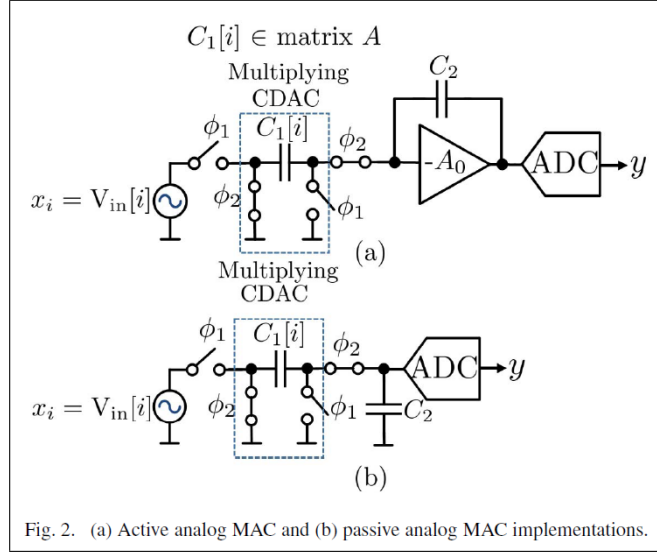 C₁[i] ∈ matrix A
Multiplying
CDAC
C₂
ϕ₁
C₁[i]
ϕ₂
-A₀
ADC
y
xᵢ = Vᵢₙ[i]
ϕ₂
ϕ₁
(a)
Multiplying
CDAC
ϕ₁
C₁[i]
ϕ₂
ADC
y
xᵢ = Vᵢₙ[i]
ϕ₂
ϕ₁
C₂
(b)
Fig. 2. (a) Active analog MAC and (b) passive analog MAC implementations.